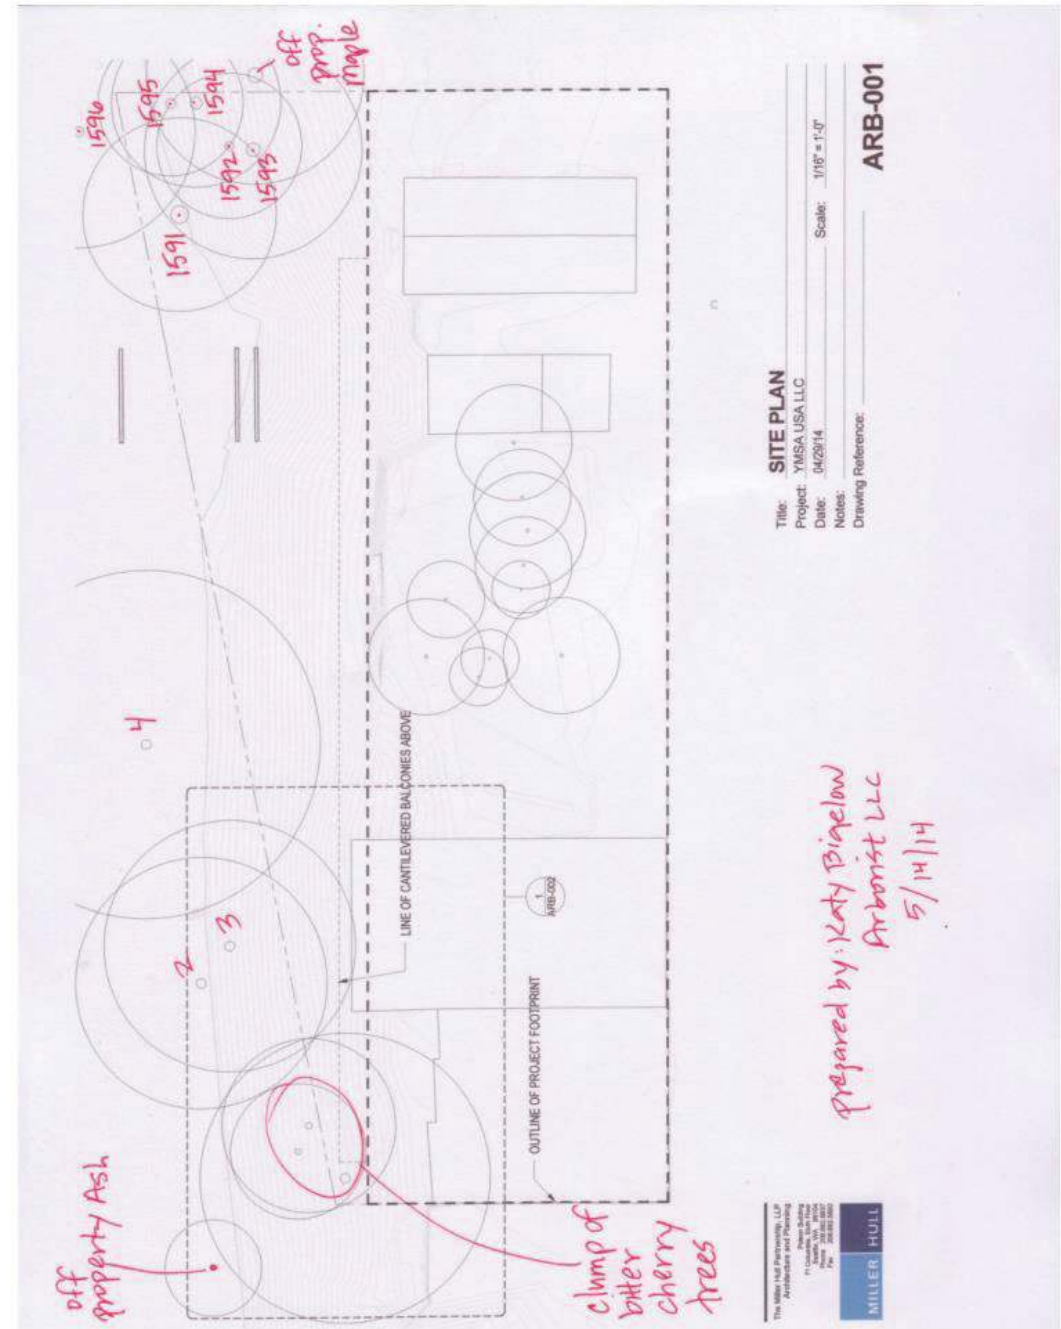 off
property Ash
clump of
bitter
cherry
trees
2
3
4
1591
1592
1593
1594
1595
1596
off
prop.
maple
LINE OF CANTILEVERED BALCONIES ABOVE
OUTLINE OF PROJECT FOOTPRINT
1
ARB-002
prepared by: Katy Bigelow
Arborist LLC
5/14/14
The Miller Hull Partnership, LLP
Architecture and Planning
MILLER HULL
Title: SITE PLAN
Project: YMSA USA LLC
Date: 04/29/14 Scale: 1/16" = 1'-0"
Notes:
Drawing Reference:
ARB-001